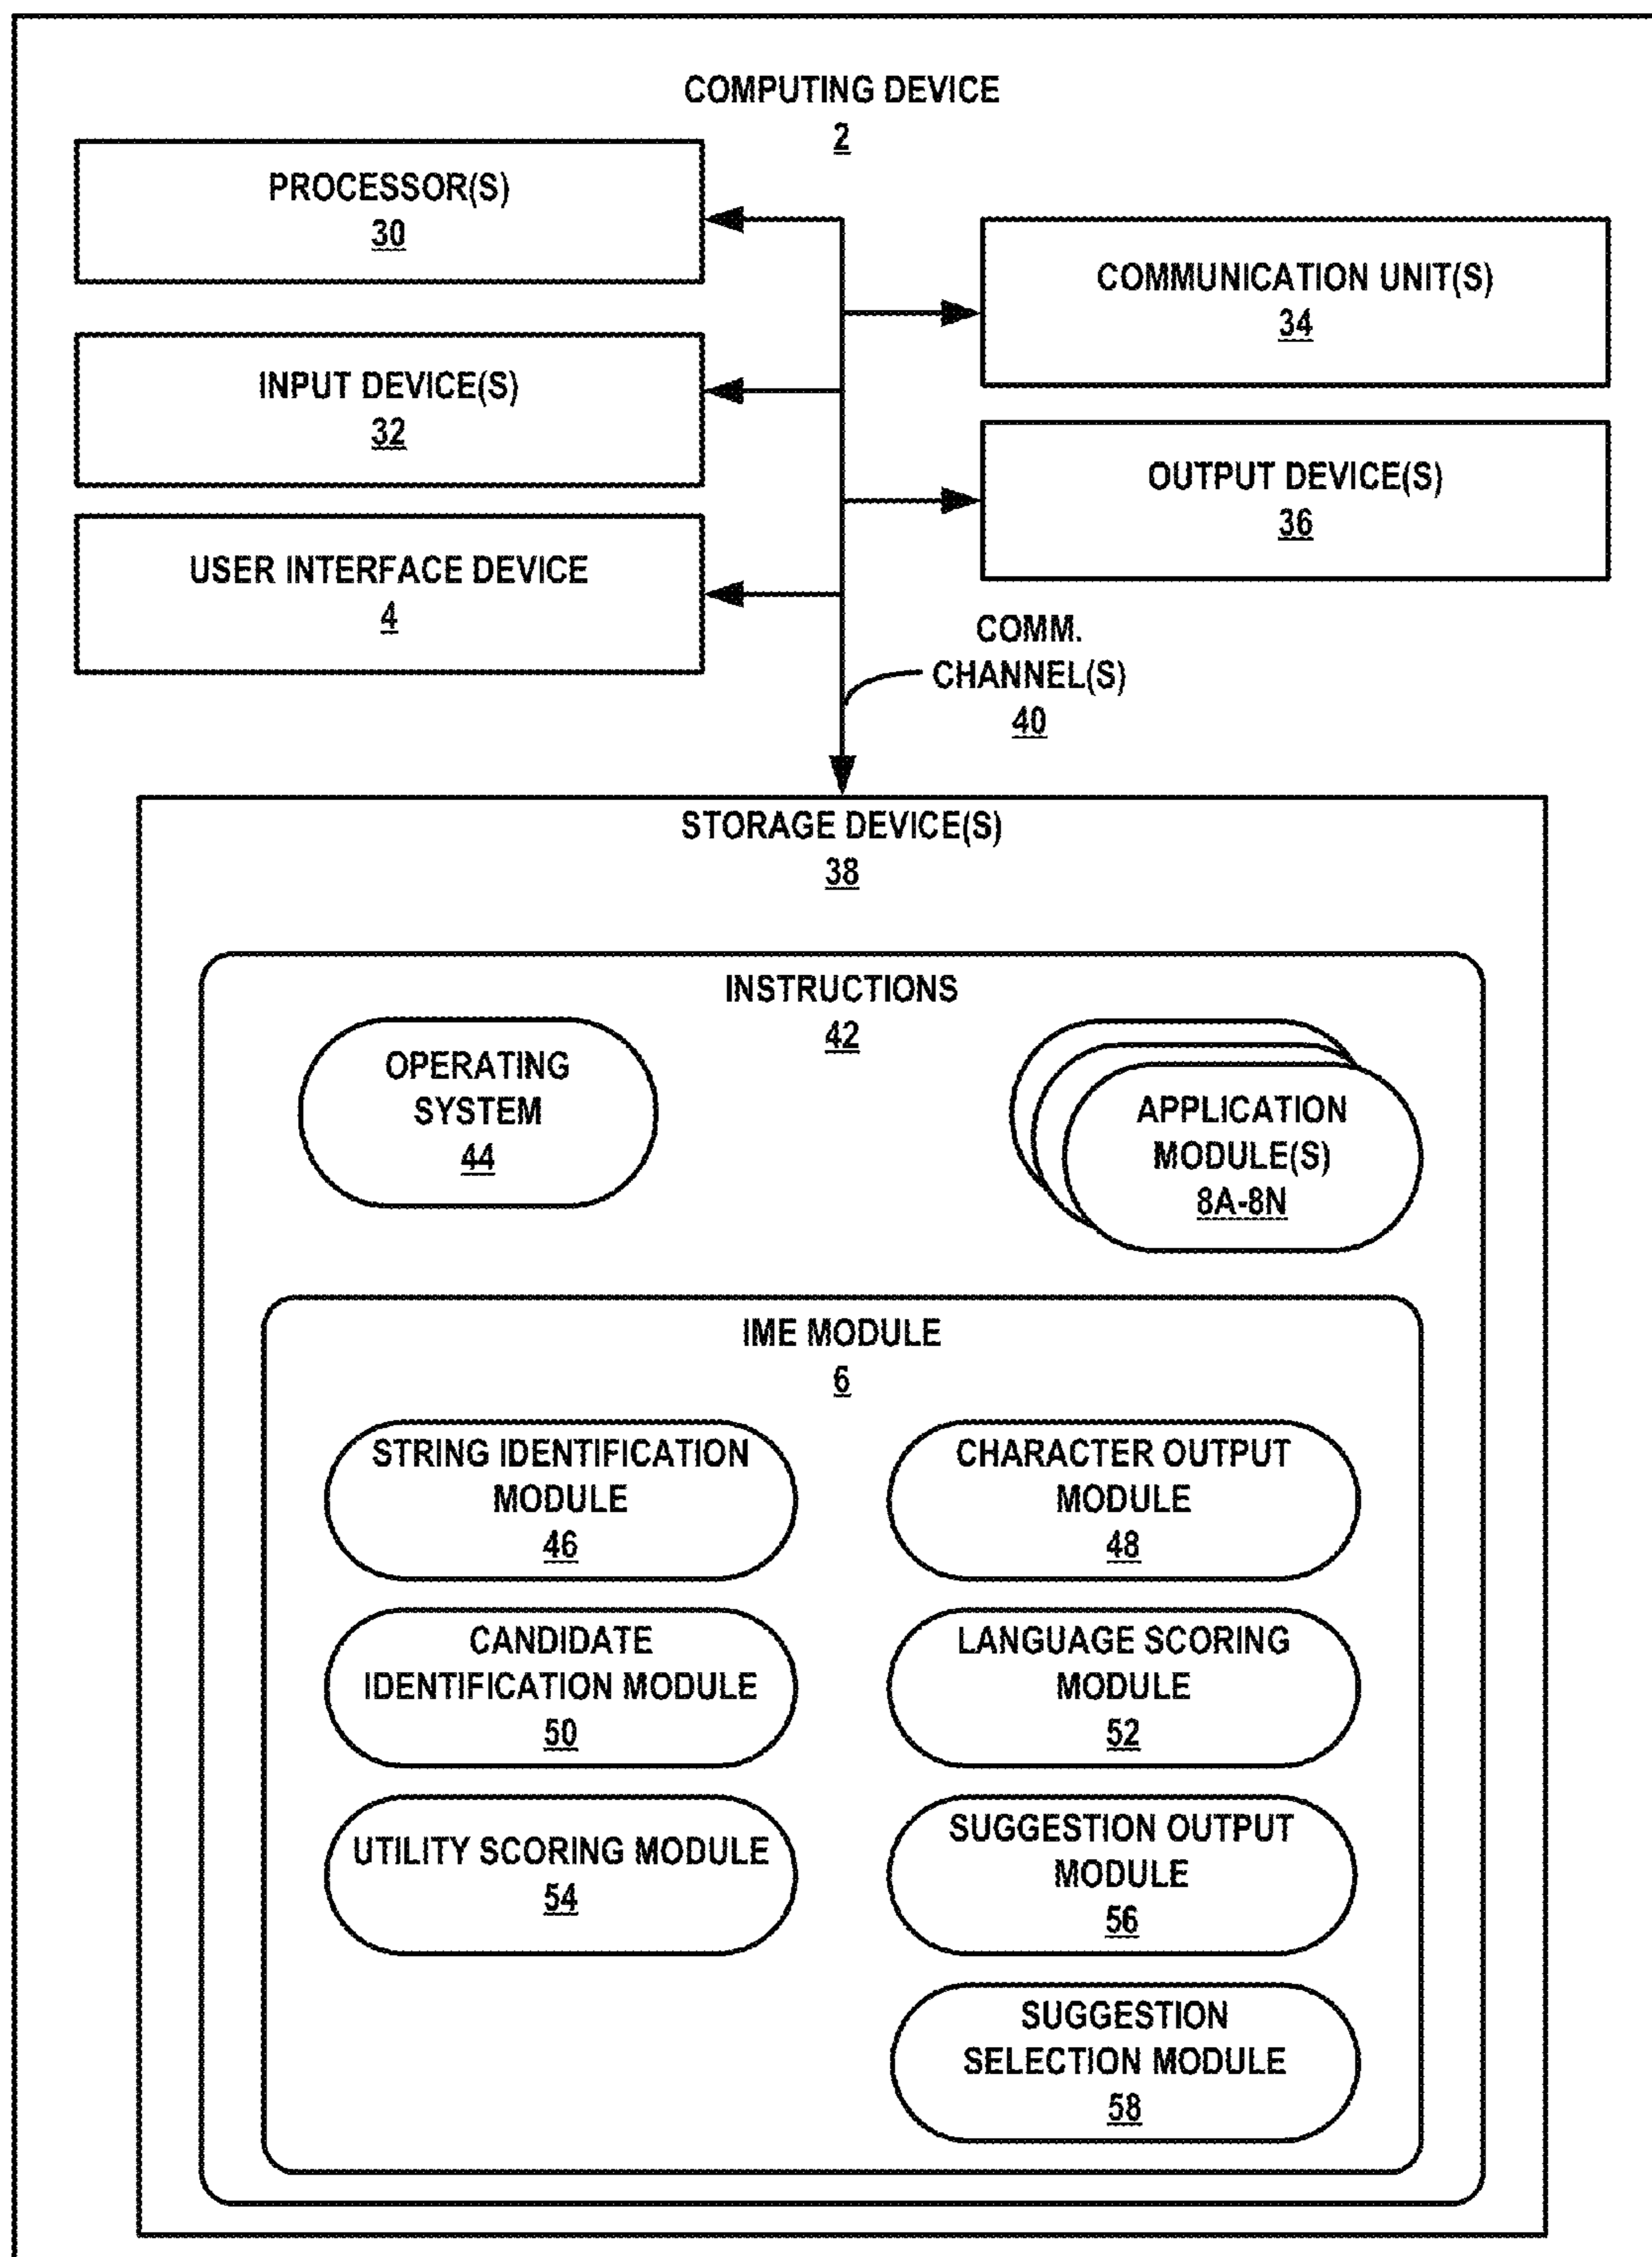 COMPUTING DEVICE
2
PROCESSOR(S)
30
COMMUNICATION UNIT(S)
34
INPUT DEVICE(S)
32
OUTPUT DEVICE(S)
36
USER INTERFACE DEVICE
4
COMM.
CHANNEL(S)
40
STORAGE DEVICE(S)
38
INSTRUCTIONS
42
OPERATING
SYSTEM
44
APPLICATION
MODULE(S)
8A-8N
IME MODULE
6
STRING IDENTIFICATION
MODULE
46
CHARACTER OUTPUT
MODULE
48
CANDIDATE
IDENTIFICATION MODULE
50
LANGUAGE SCORING
MODULE
52
UTILITY SCORING MODULE
54
SUGGESTION OUTPUT
MODULE
56
SUGGESTION
SELECTION MODULE
58